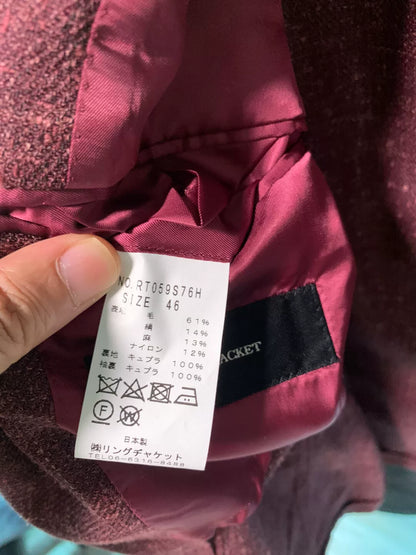 NO.RT059S76H
SIZE 46
表地 毛 61%
絹 14%
麻 13%
ナイロン 12%
裏地 キュプラ 100%
袖裏 キュプラ 100%
F W
日本製
㈱リングヂャケット
TEL06-6316-8488
JACKET